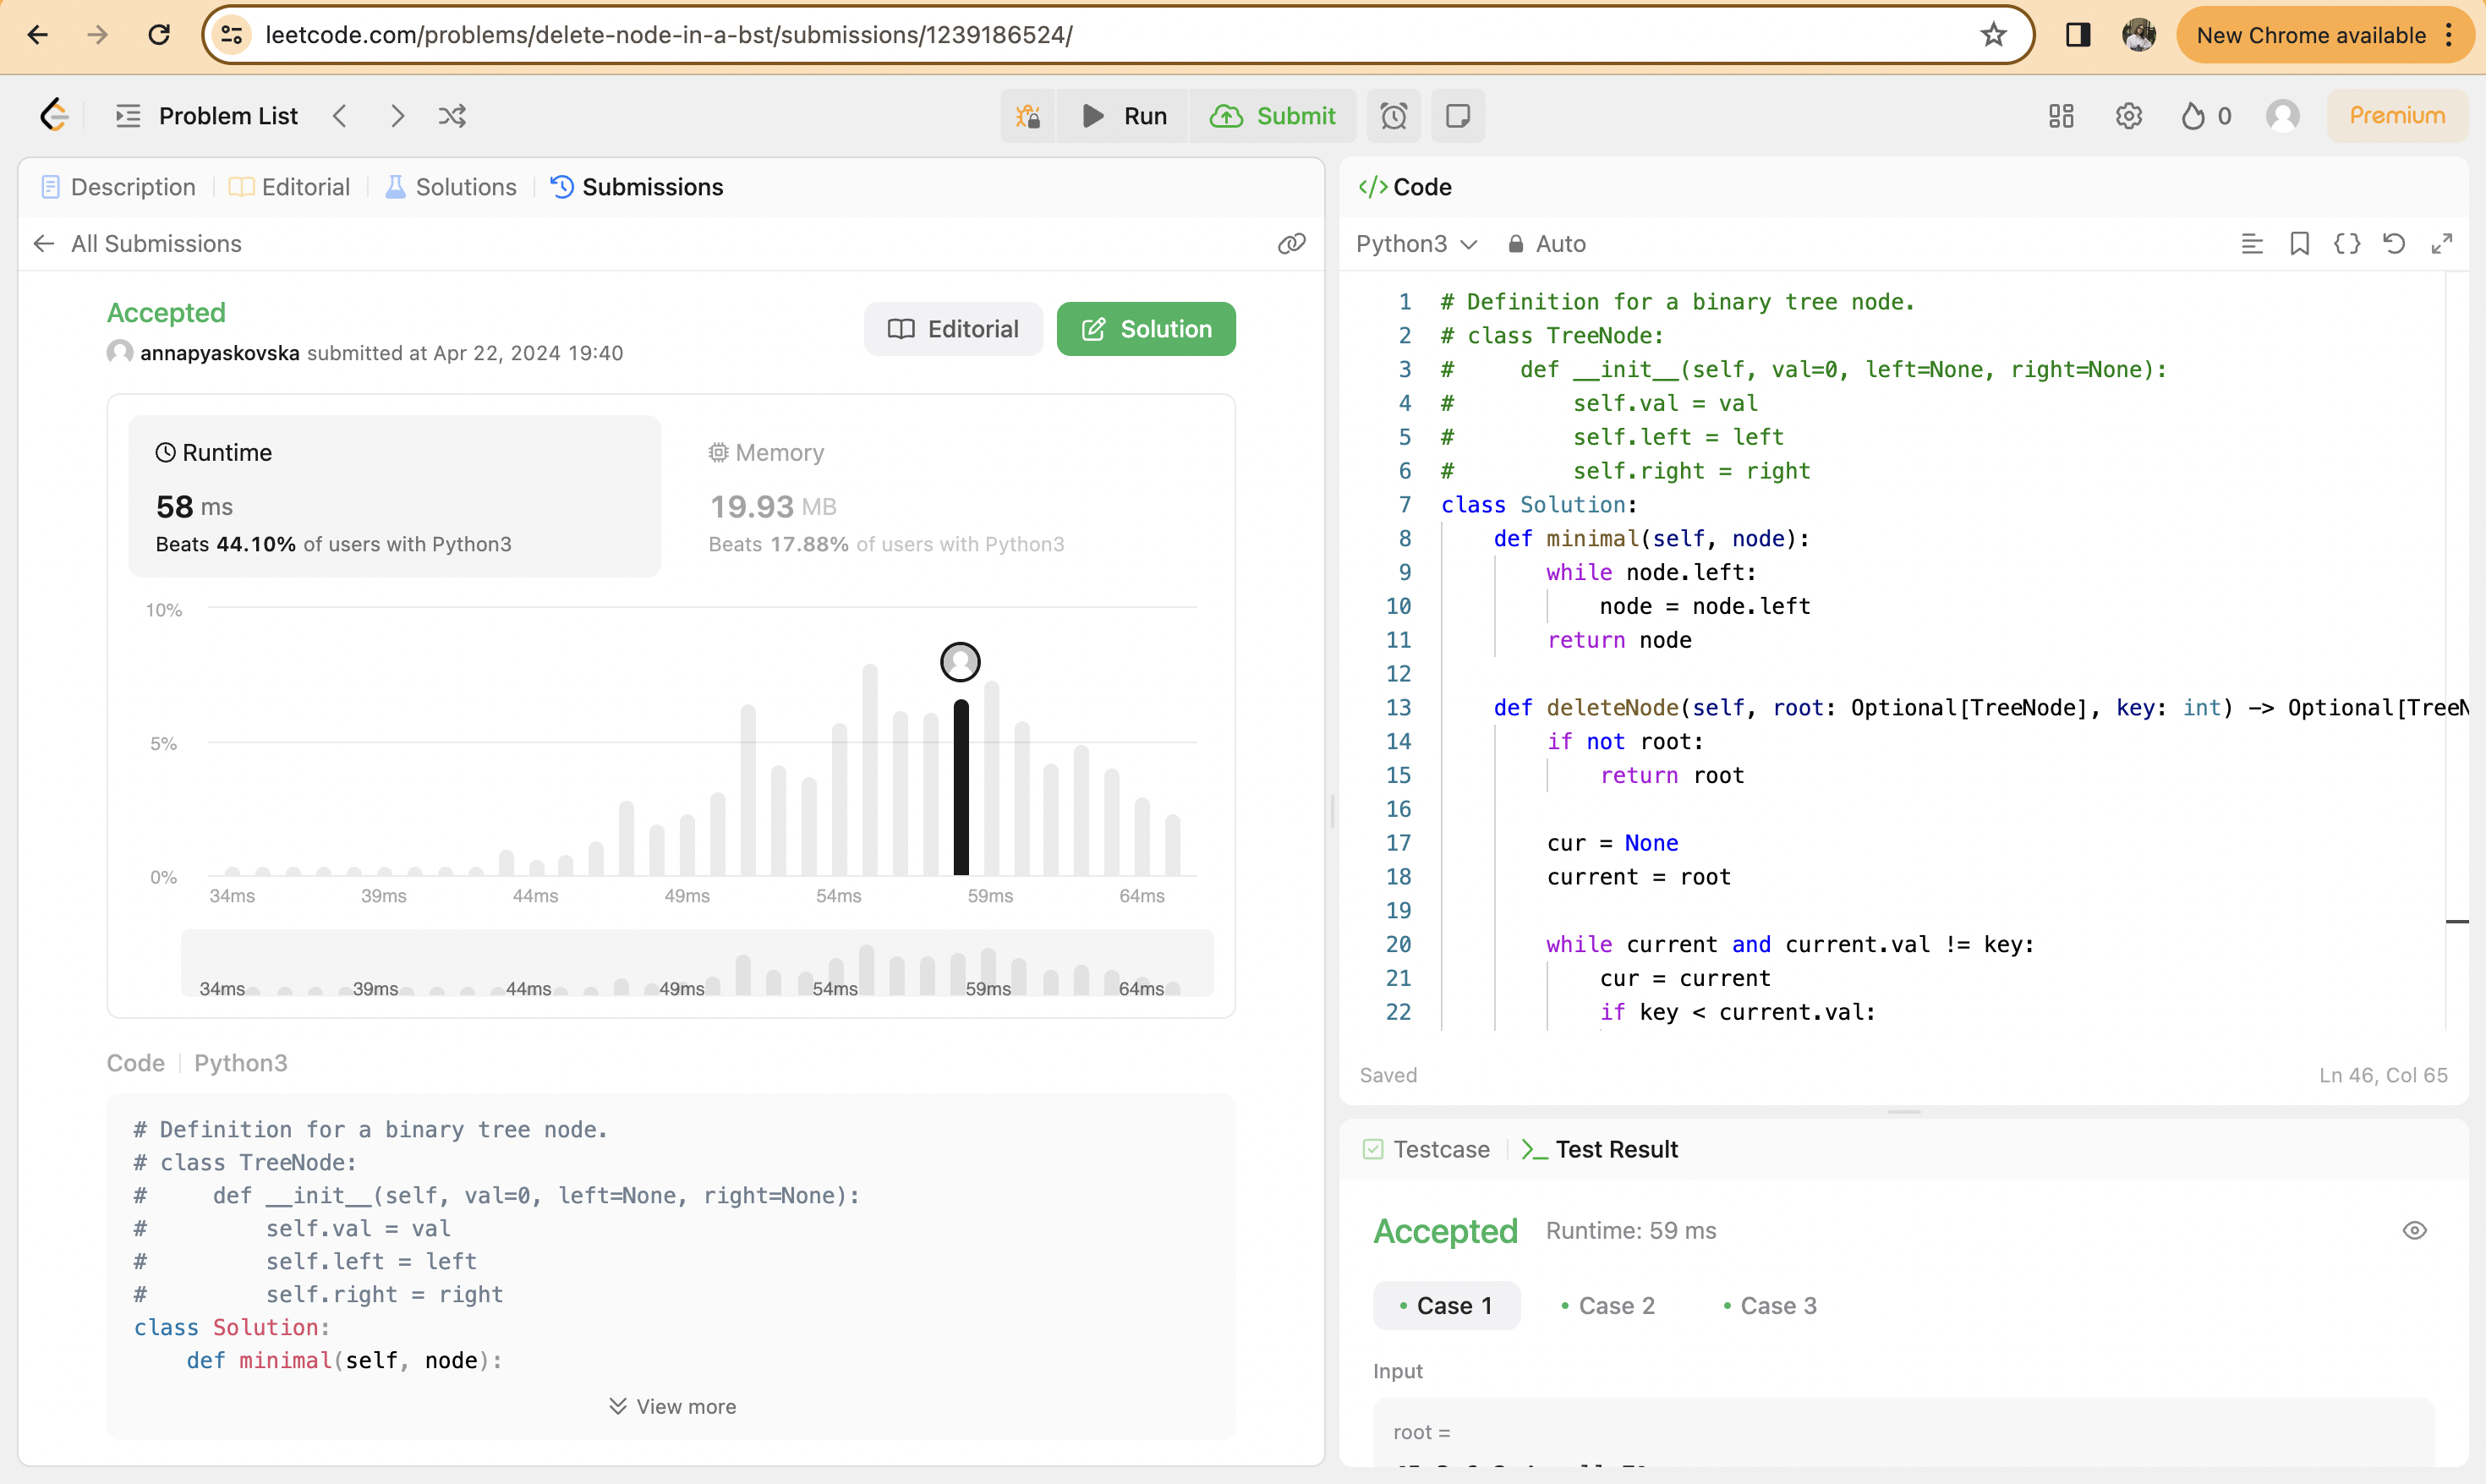 leetcode.com/problems/delete-node-in-a-bst/submissions/1239186524/
New Chrome available
Problem List
Run
Submit
0
Premium
Description
Editorial
Solutions
Submissions
All Submissions
Accepted
annapyaskovska submitted at Apr 22, 2024 19:40
Editorial
Solution
Runtime
58 ms
Beats 44.10% of users with Python3
Memory
19.93 MB
Beats 17.88% of users with Python3
10%
5%
0%
34ms 39ms 44ms 49ms 54ms 59ms 64ms
34ms 39ms 44ms 49ms 54ms 59ms 64ms
Code | Python3
# Definition for a binary tree node.
# class TreeNode:
#     def __init__(self, val=0, left=None, right=None):
#         self.val = val
#         self.left = left
#         self.right = right
class Solution:
    def minimal(self, node):
View more
</> Code
Python3
Auto
1 # Definition for a binary tree node.
2 # class TreeNode:
3 #     def __init__(self, val=0, left=None, right=None):
4 #         self.val = val
5 #         self.left = left
6 #         self.right = right
7 class Solution:
8     def minimal(self, node):
9         while node.left:
10             node = node.left
11         return node
12
13     def deleteNode(self, root: Optional[TreeNode], key: int) -> Optional[TreeN
14         if not root:
15             return root
16
17         cur = None
18         current = root
19
20         while current and current.val != key:
21             cur = current
22             if key < current.val:
Saved
Ln 46, Col 65
Testcase
Test Result
Accepted
Runtime: 59 ms
• Case 1
• Case 2
• Case 3
Input
root =